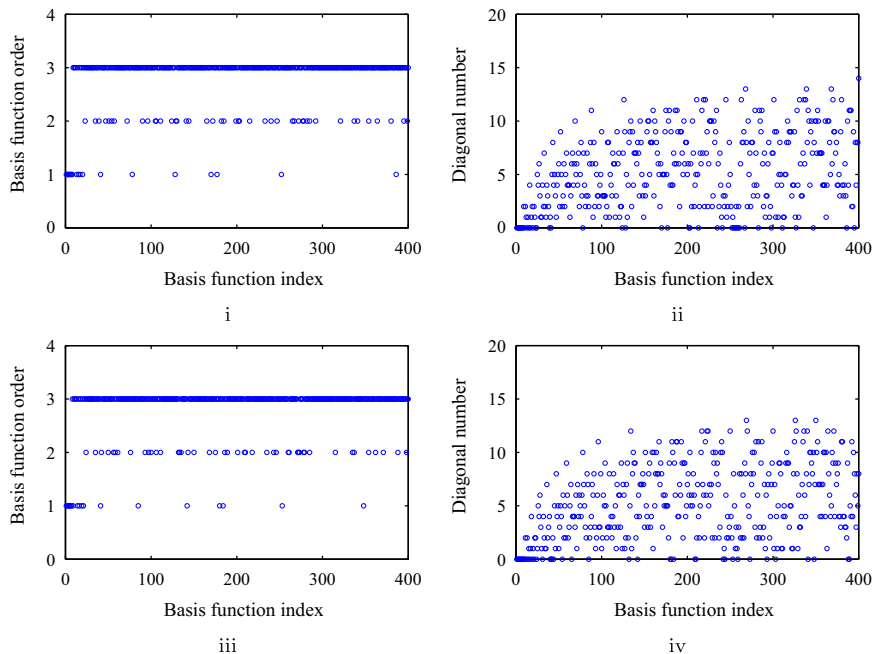 4
3
2
1
0
Basis function order
0 100 200 300 400
Basis function index
i
20
15
10
5
0
Diagonal number
0 100 200 300 400
Basis function index
ii
4
3
2
1
0
Basis function order
0 100 200 300 400
Basis function index
iii
20
15
10
5
0
Diagonal number
0 100 200 300 400
Basis function index
iv